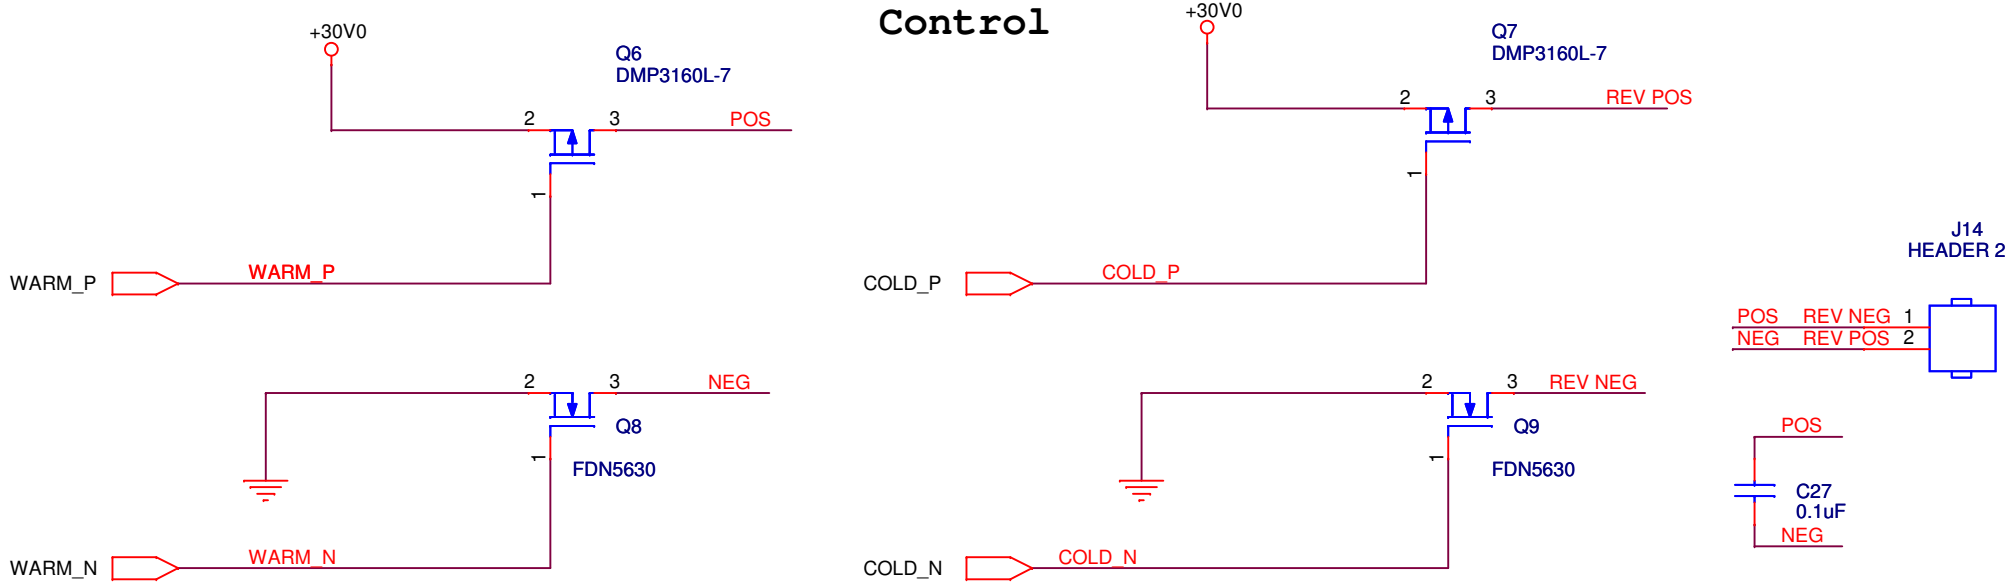 Control
+30V0
Q6
DMP3160L-7
2
3
POS
1
WARM_P
WARM_P
+30V0
Q7
DMP3160L-7
2
3
REV POS
1
COLD_P
COLD_P
J14
HEADER 2
POS REV NEG 1
NEG REV POS 2
2
3
NEG
Q8
1
FDN5630
WARM_N
WARM_N
2
3
REV NEG
Q9
1
FDN5630
COLD_N
COLD_N
POS
C27
0.1uF
NEG